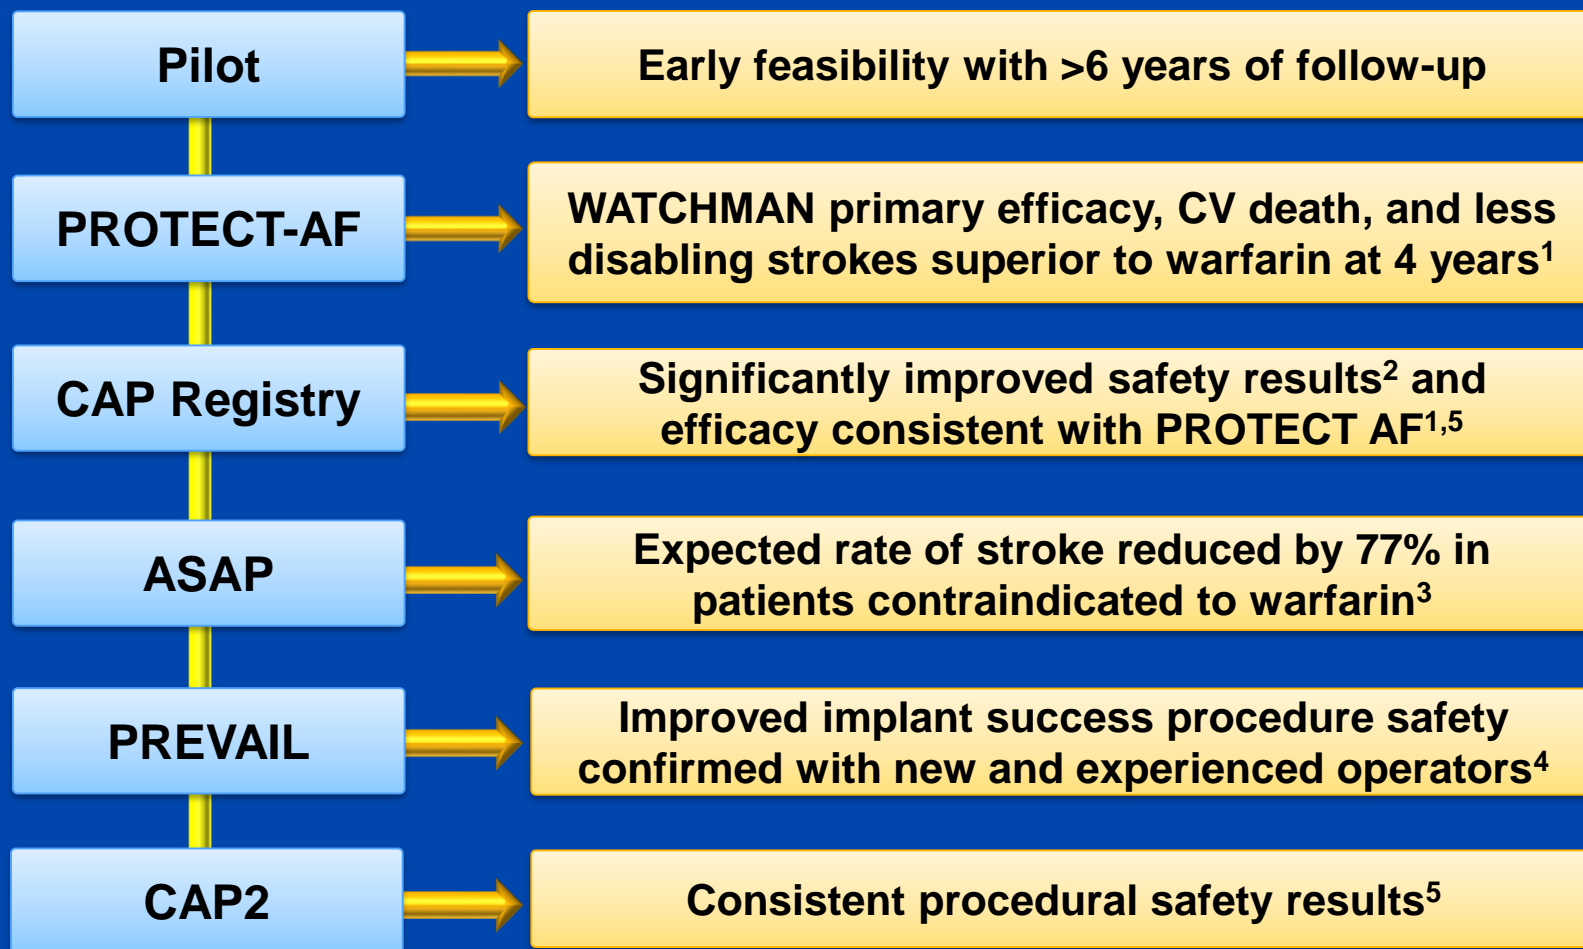 Pilot
Early feasibility with >6 years of follow-up
PROTECT-AF
WATCHMAN primary efficacy, CV death, and less
disabling strokes superior to warfarin at 4 years¹
CAP Registry
Significantly improved safety results² and
efficacy consistent with PROTECT AF¹,⁵
ASAP
Expected rate of stroke reduced by 77% in
patients contraindicated to warfarin³
PREVAIL
Improved implant success procedure safety
confirmed with new and experienced operators⁴
CAP2
Consistent procedural safety results⁵